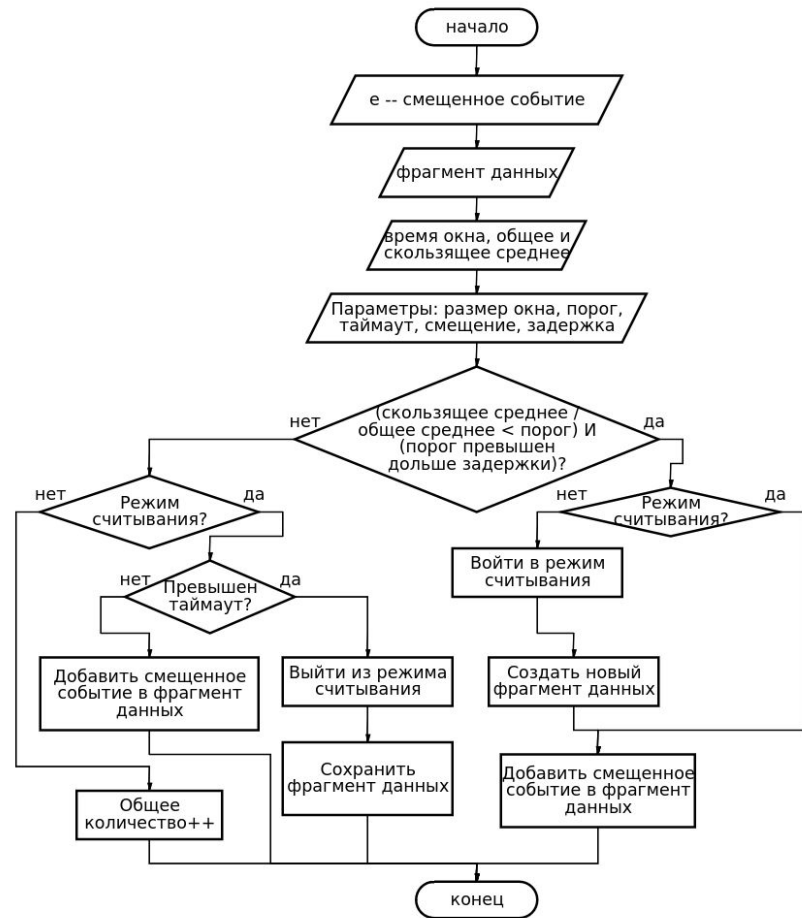 начало
e -- смещенное событие
фрагмент данных
время окна, общее и
скользящее среднее
Параметры: размер окна, порог,
таймаут, смещение, задержка
(скользящее среднее /
общее среднее < порог) И
(порог превышен
дольше задержки)?
нет
да
Режим
считывания?
нет
да
Режим
считывания?
нет
да
Войти в режим
считывания
Превышен
таймаут?
нет
да
Добавить смещенное
событие в фрагмент
данных
Выйти из режима
считывания
Создать новый
фрагмент данных
Сохранить
фрагмент данных
Добавить смещенное
событие в фрагмент
данных
Общее
количество++
конец